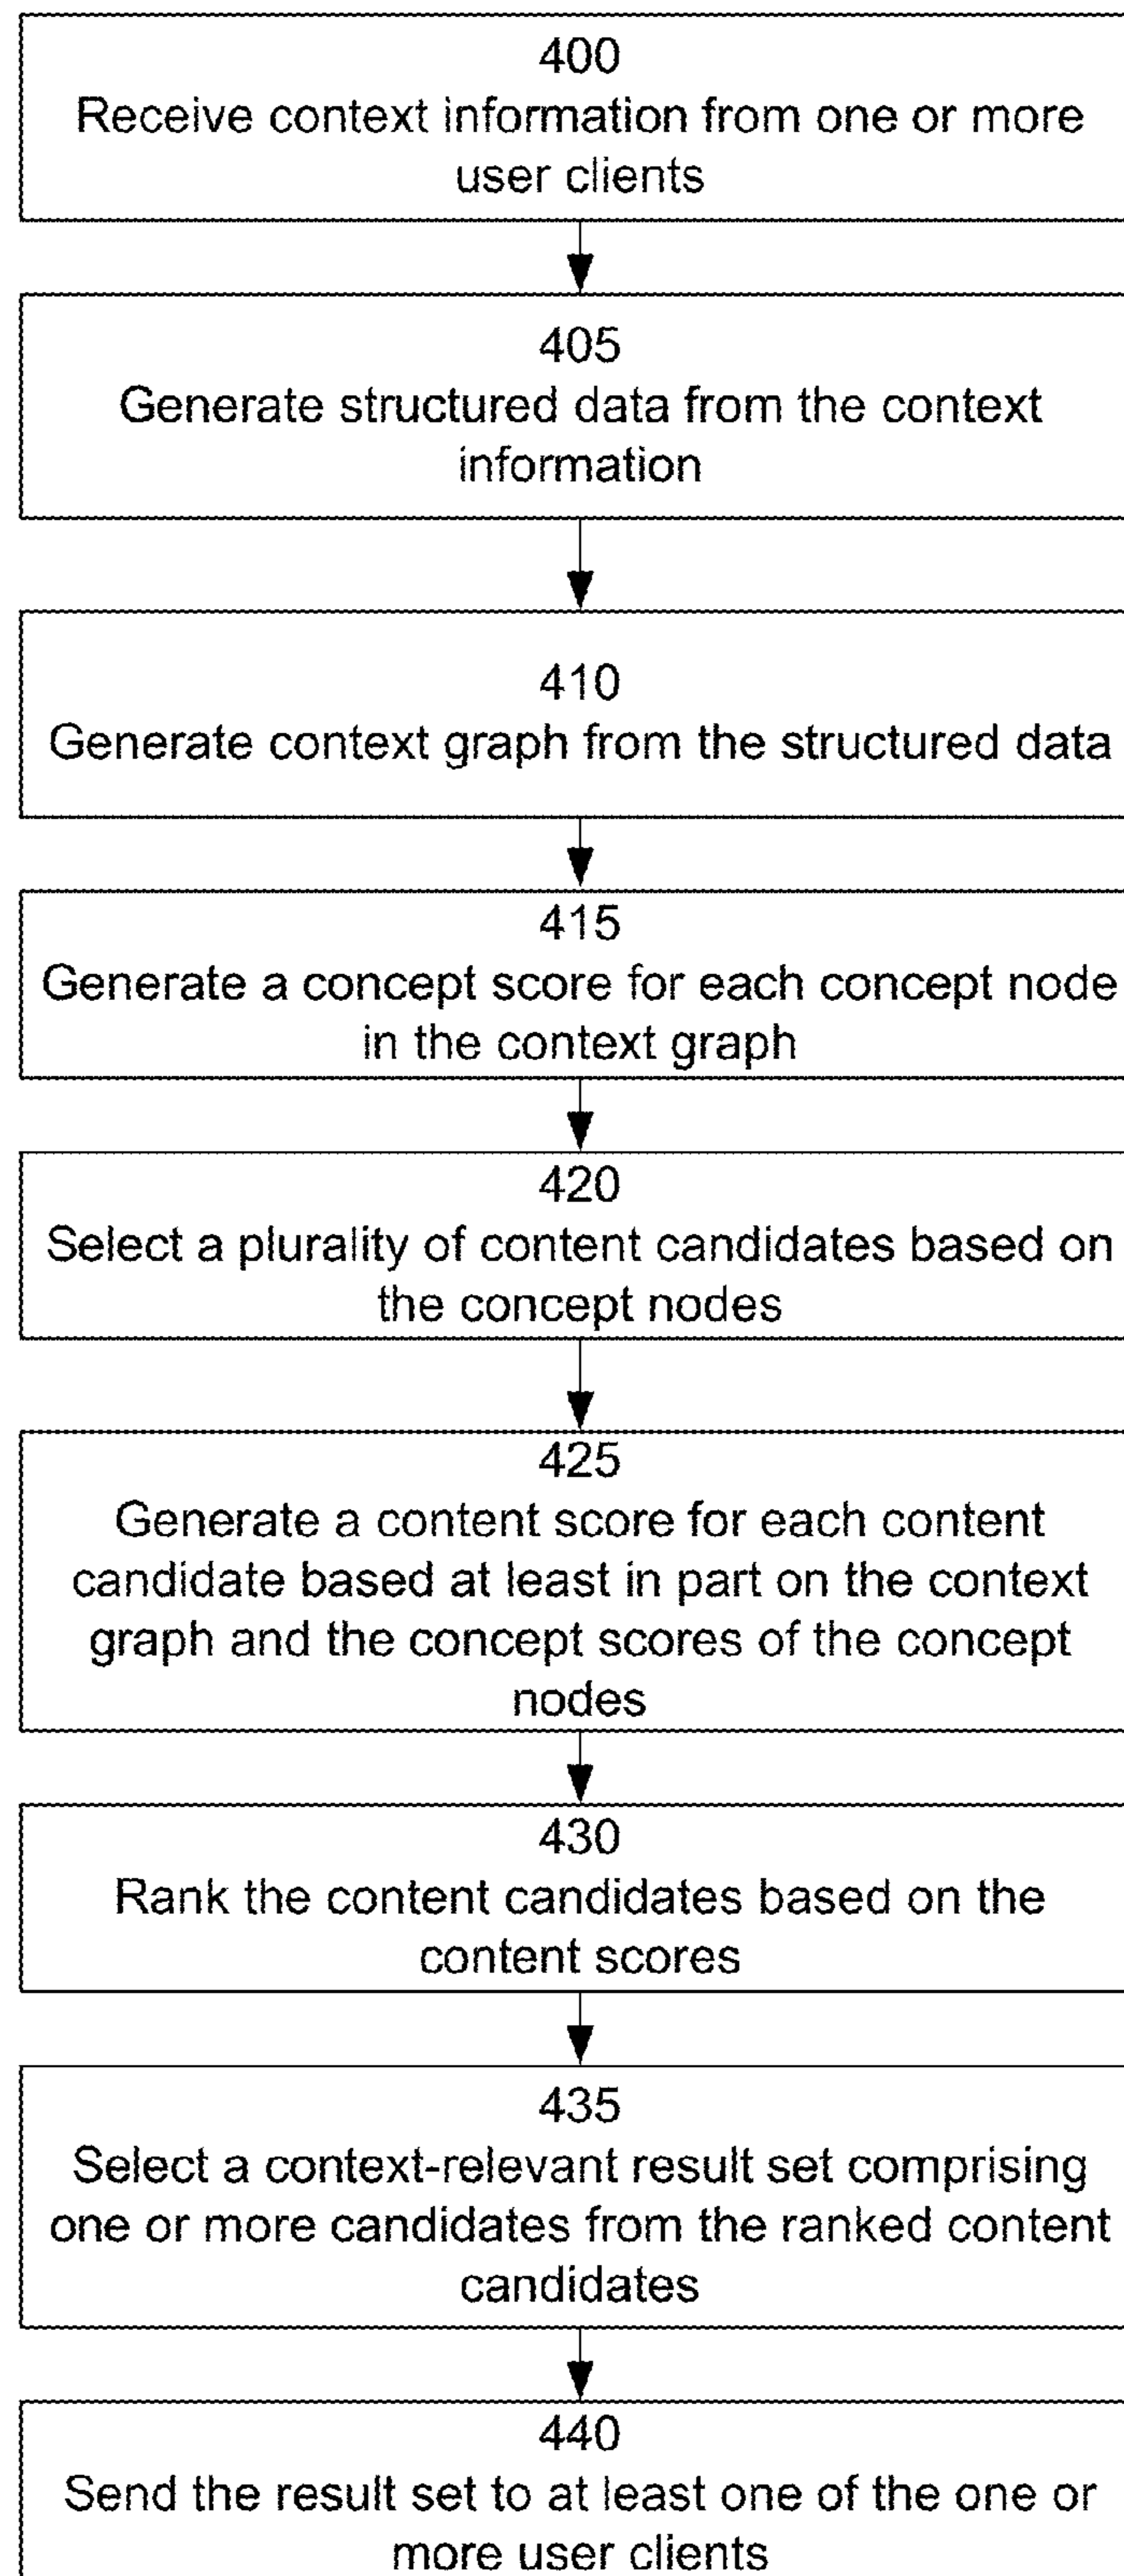 400
Receive context information from one or more
user clients
405
Generate structured data from the context
information
410
Generate context graph from the structured data
415
Generate a concept score for each concept node
in the context graph
420
Select a plurality of content candidates based on
the concept nodes
425
Generate a content score for each content
candidate based at least in part on the context
graph and the concept scores of the concept
nodes
430
Rank the content candidates based on the
content scores
435
Select a context-relevant result set comprising
one or more candidates from the ranked content
candidates
440
Send the result set to at least one of the one or
more user clients